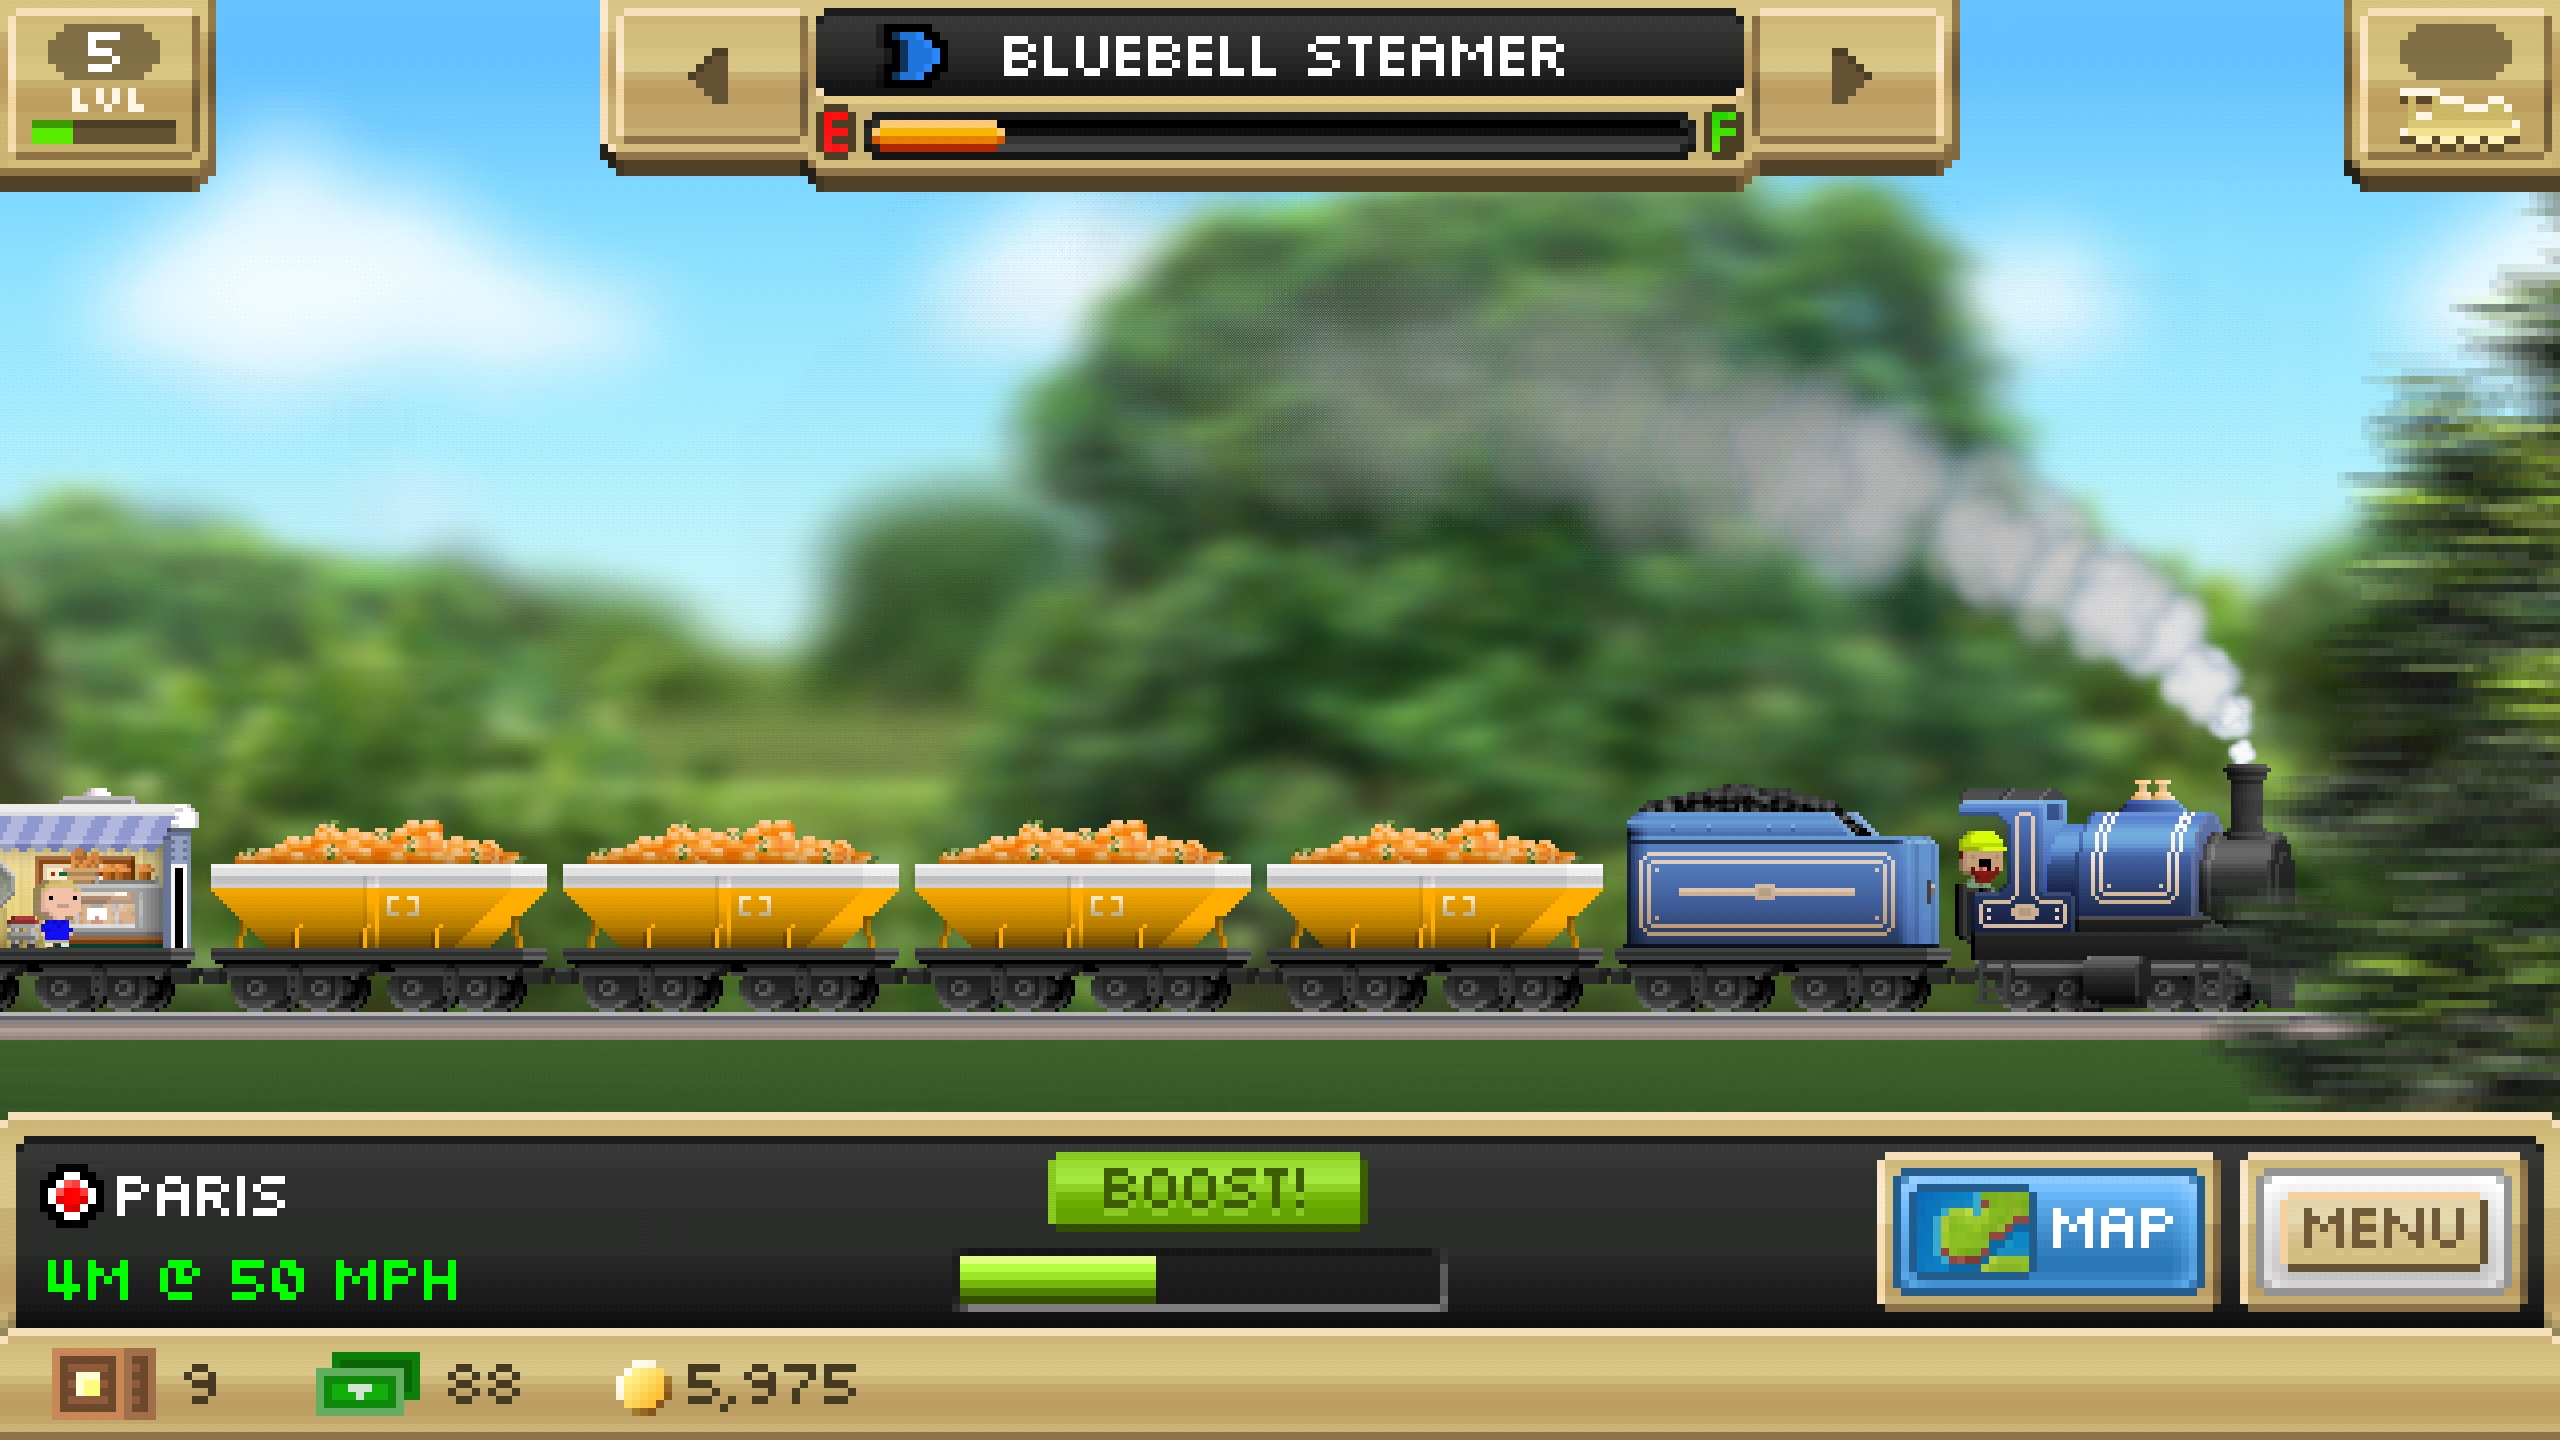 5
LVL
BLUEBELL STEAMER
E F
PARIS
4M @ 50 MPH
BOOST!
MAP
MENU
9
88
5,975